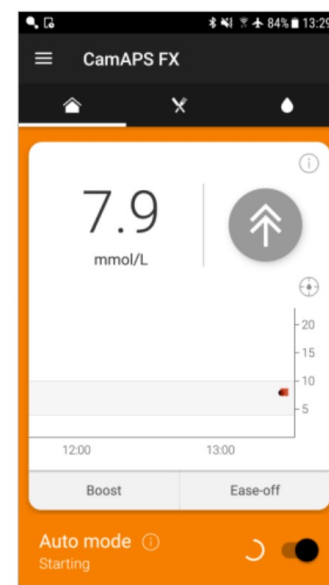 84% 13:29
CamAPS FX
7.9
mmol/L
20
15
10
5
12:00 13:00
Boost Ease-off
Auto mode
Starting